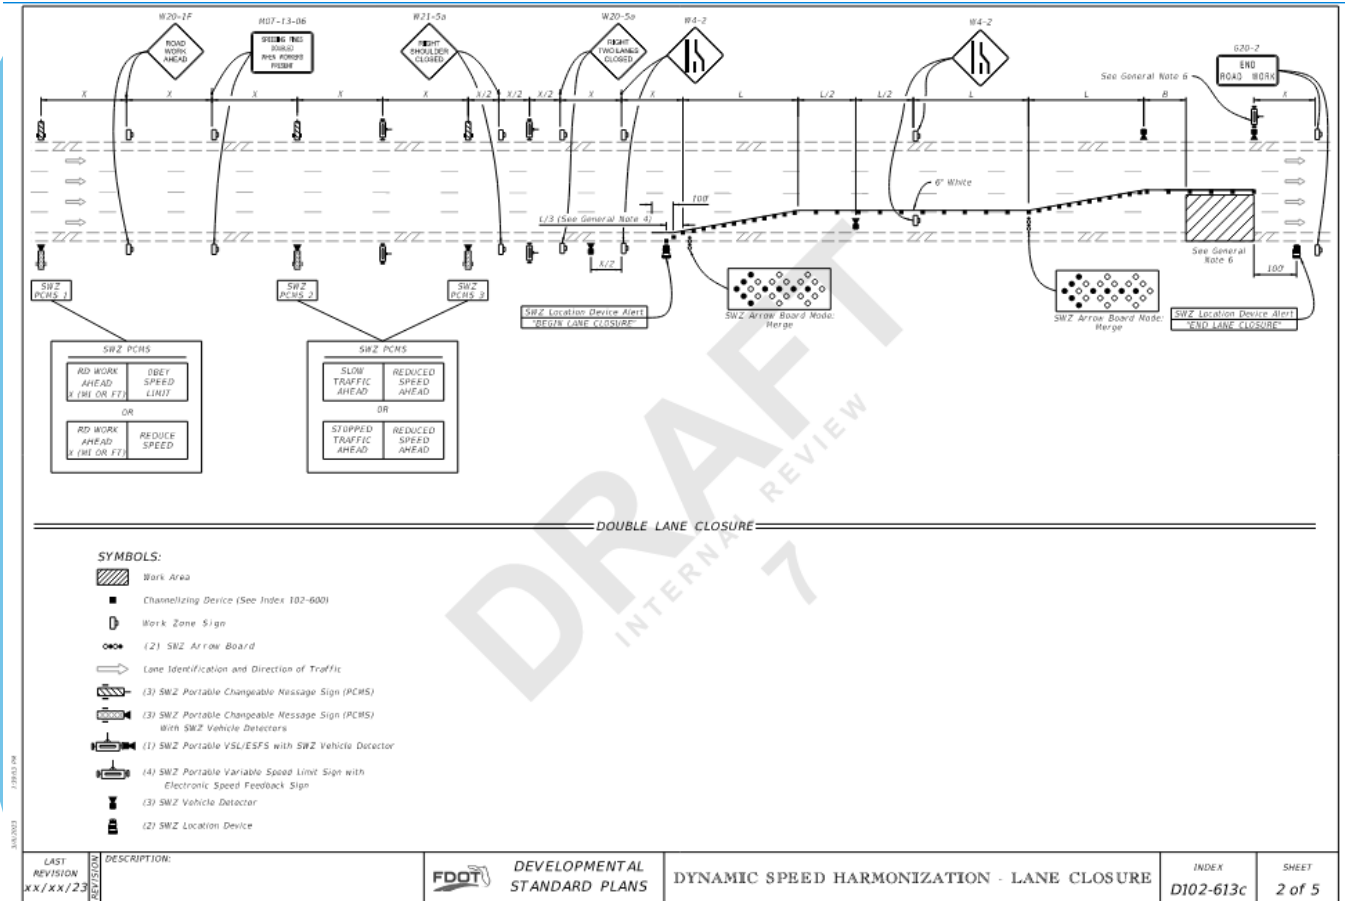 W20-1F
M07-13-06
W21-5a
W20-5a
W4-2
W4-2
G20-2
ROAD
WORK
AHEAD
SPEEDING FINES
DOUBLED
WHEN WORKERS
PRESENT
RIGHT
SHOULDER
CLOSED
RIGHT
TWO LANES
CLOSED
END
ROAD WORK
See General Note 6
X X X X X X/2 X/2 X/2 X X L L/2 L/2 L L B X
6" White
100'
L/3 (See General Note 4)
X/2
See General
Note 6
100'
SWZ
PCMS 1
SWZ
PCMS 2
SWZ
PCMS 3
SWZ Location Device Alert
"BEGIN LANE CLOSURE"
SWZ Arrow Board Mode:
Merge
SWZ Arrow Board Mode:
Merge
SWZ Location Device Alert
"END LANE CLOSURE"
SWZ PCMS
RD WORK
AHEAD
X (MI OR FT)
OBEY
SPEED
LIMIT
OR
RD WORK
AHEAD
X (MI OR FT)
REDUCE
SPEED
SWZ PCMS
SLOW
TRAFFIC
AHEAD
REDUCED
SPEED
AHEAD
OR
STOPPED
TRAFFIC
AHEAD
REDUCED
SPEED
AHEAD
DRAFT
INTERNAL REVIEW
7
DOUBLE LANE CLOSURE
SYMBOLS:
Work Area
Channelizing Device (See Index 102-600)
Work Zone Sign
(2) SWZ Arrow Board
Lane Identification and Direction of Traffic
(3) SWZ Portable Changeable Message Sign (PCMS)
(3) SWZ Portable Changeable Message Sign (PCMS)
With SWZ Vehicle Detectors
(1) SWZ Portable VSL/ESFS with SWZ Vehicle Detector
(4) SWZ Portable Variable Speed Limit Sign with
Electronic Speed Feedback Sign
(3) SWZ Vehicle Detector
(2) SWZ Location Device
LAST
REVISION
xx/xx/23
REVISION
DESCRIPTION:
FDOT
DEVELOPMENTAL
STANDARD PLANS
DYNAMIC SPEED HARMONIZATION - LANE CLOSURE
INDEX
D102-613c
SHEET
2 of 5